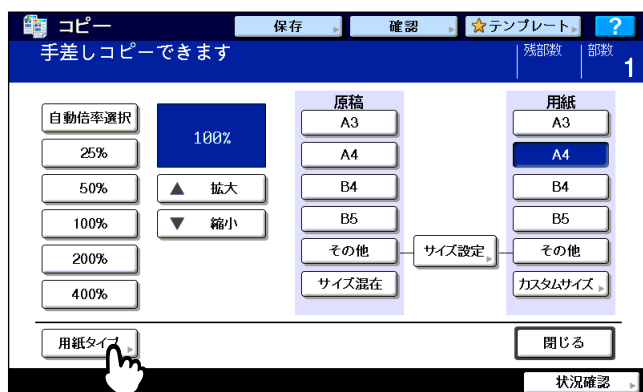 コピー 保存 確認 テンプレート ?
手差しコピーできます 残部数 部数 1
原稿 用紙
自動倍率選択 100% A3 A3
25% A4 A4
50% ▲ 拡大 B4 B4
100% ▼ 縮小 B5 B5
200% その他 サイズ設定 その他
400% サイズ混在 カスタムサイズ
用紙タイプ 閉じる
状況確認